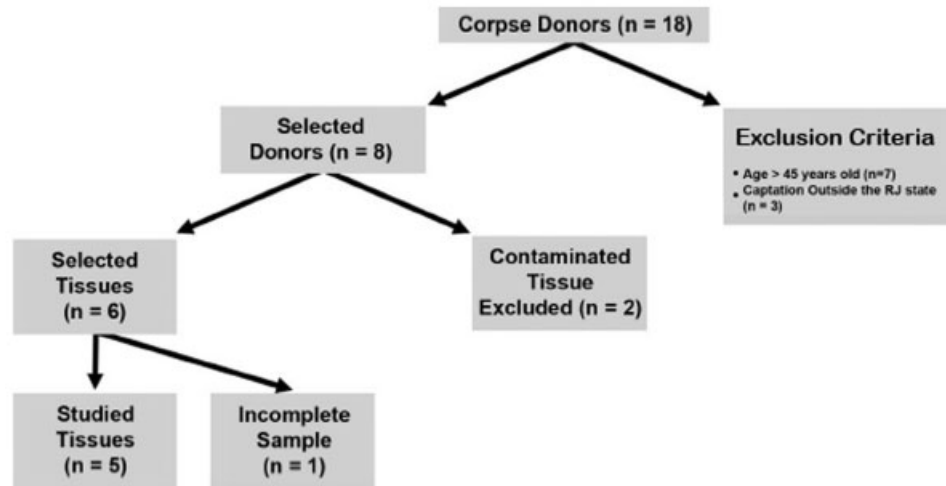 Corpse Donors (n = 18)
Selected
Donors (n = 8)
Exclusion Criteria
• Age > 45 years old (n=7)
• Captation Outside the RJ state
(n = 3)
Selected
Tissues
(n = 6)
Contaminated
Tissue
Excluded (n = 2)
Studied
Tissues
(n = 5)
Incomplete
Sample
(n = 1)